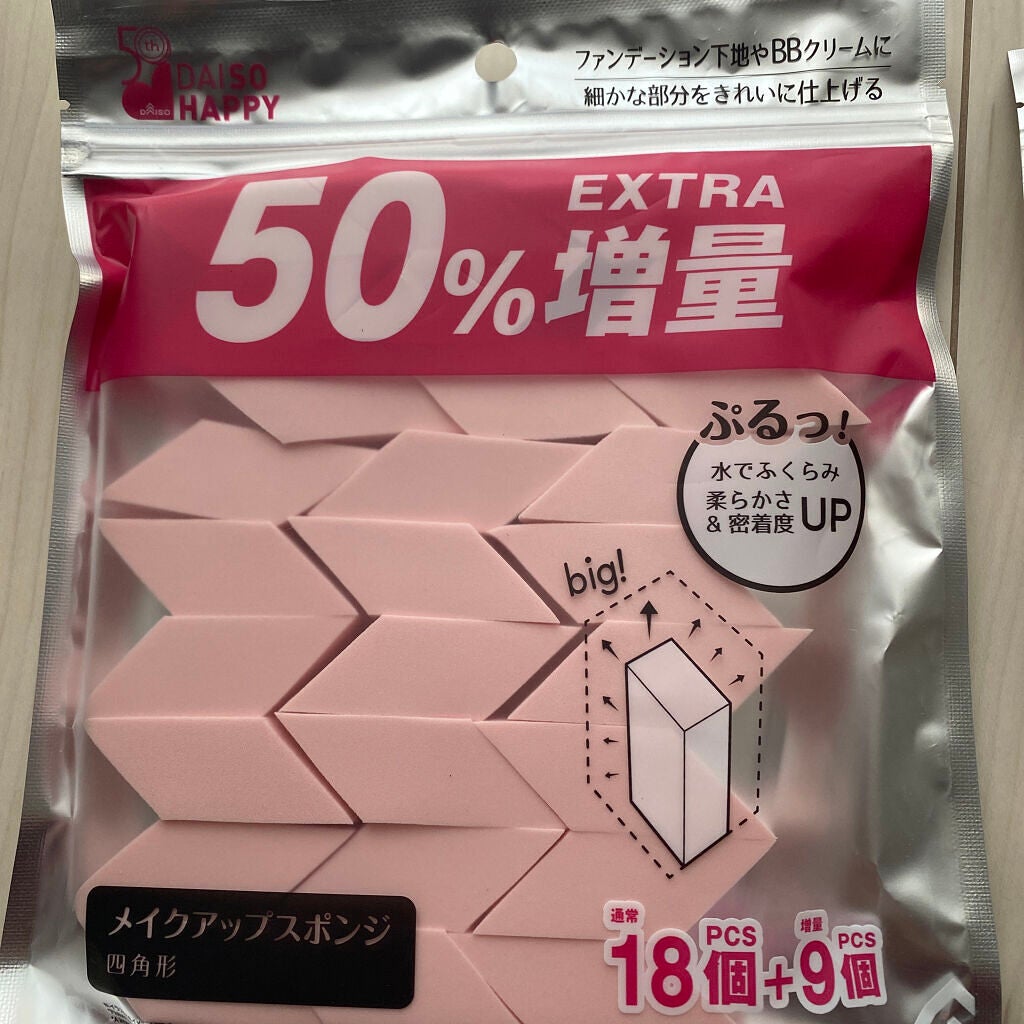 50th
DAISO
DAISO
HAPPY
ファンデーション下地やBBクリームに
細かな部分をきれいに仕上げる
EXTRA
50%増量
ぷるっ!
水でふくらみ
柔らかさ
&密着度 UP
big!
メイクアップスポンジ
四角形
通常 増量
PCS PCS
18個+9個